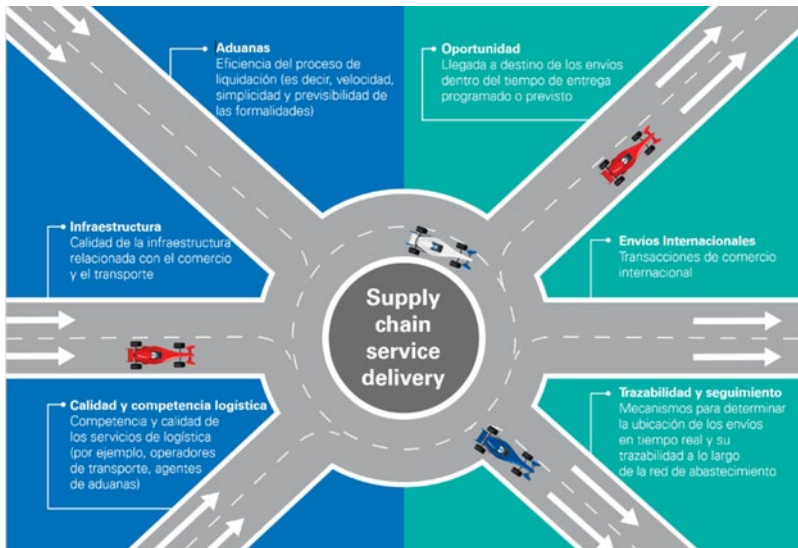 Aduanas
Eficiencia del proceso de
liquidación (es decir, velocidad,
simplicidad y previsibilidad de
las formalidades)
Oportunidad
Llegada a destino de los envíos
dentro del tiempo de entrega
programado o previsto
Infraestructura
Calidad de la infraestructura
relacionada con el comercio
y el transporte
Envíos Internacionales
Transacciones de comercio
internacional
Supply
chain
service
delivery
Calidad y competencia logística
Competencia y calidad de
los servicios de logística
(por ejemplo, operadores
de transporte, agentes
de aduanas)
Trazabilidad y seguimiento
Mecanismos para determinar
la ubicación de los envíos
en tiempo real y su
trazabilidad a lo largo
de la red de abastecimiento